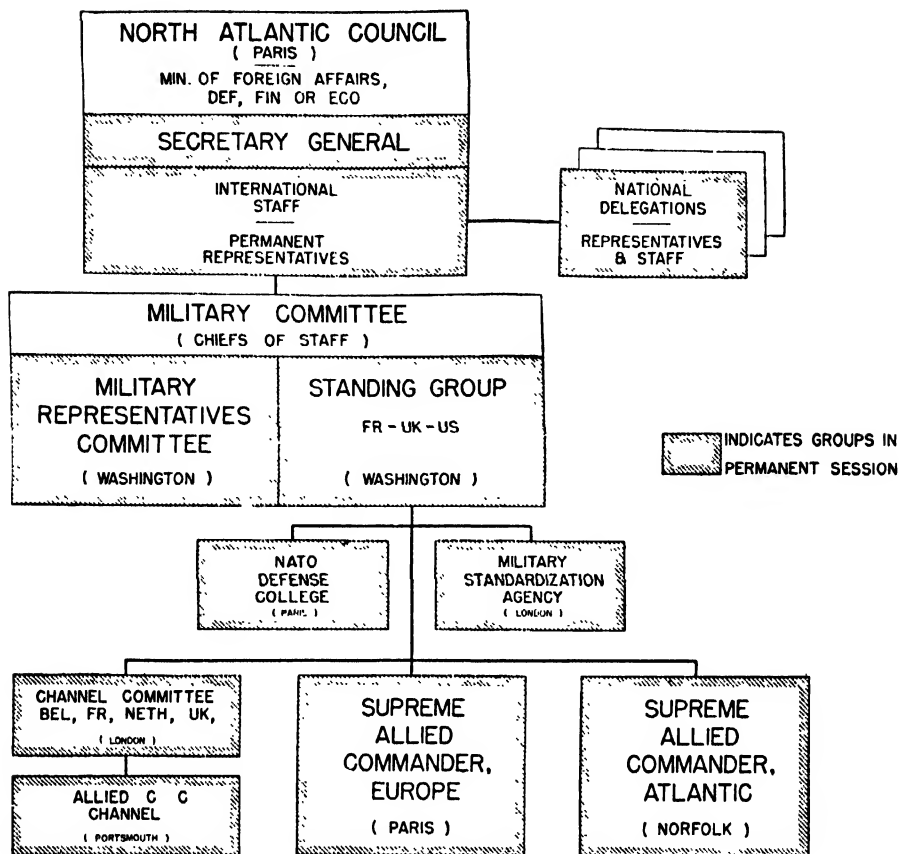 NORTH ATLANTIC COUNCIL
( PARIS )
MIN. OF FOREIGN AFFAIRS,
DEF, FIN OR ECO
SECRETARY GENERAL
INTERNATIONAL
STAFF
PERMANENT
REPRESENTATIVES
NATIONAL
DELEGATIONS
REPRESENTATIVES
& STAFF
MILITARY COMMITTEE
( CHIEFS OF STAFF )
MILITARY
REPRESENTATIVES
COMMITTEE
( WASHINGTON )
STANDING GROUP
FR - UK - US
( WASHINGTON )
INDICATES GROUPS IN
PERMANENT SESSION
NATO
DEFENSE
COLLEGE
( PARIS )
MILITARY
STANDARDIZATION
AGENCY
( LONDON )
CHANNEL COMMITTEE
BEL, FR, NETH, UK,
( LONDON )
ALLIED C C
CHANNEL
( PORTSMOUTH )
SUPREME
ALLIED
COMMANDER,
EUROPE
( PARIS )
SUPREME
ALLIED
COMMANDER,
ATLANTIC
( NORFOLK )